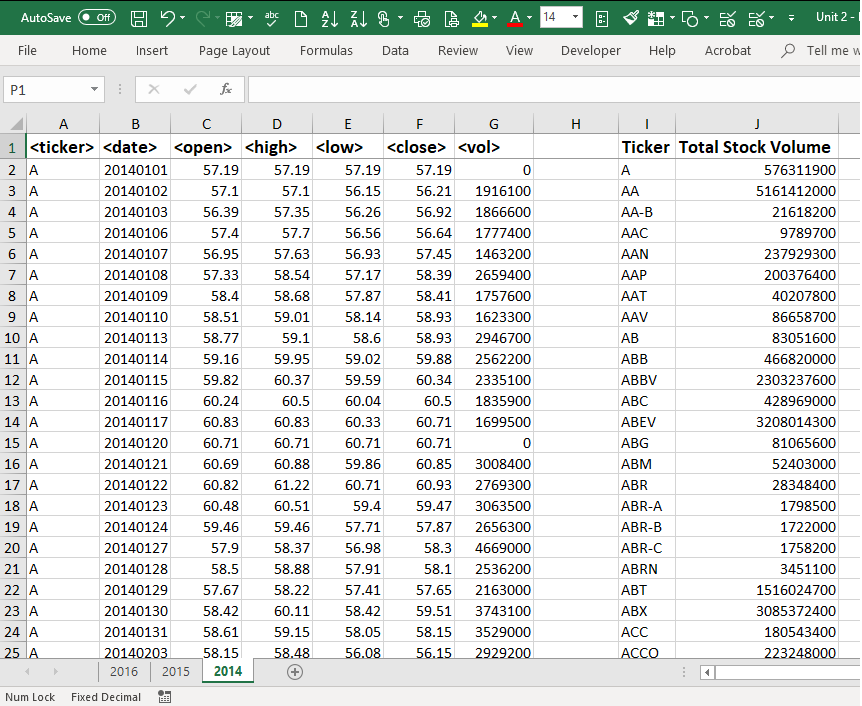 AutoSave Off abc 14 Unit 2 -
File Home Insert Page Layout Formulas Data Review View Developer Help Acrobat Tell me w
P1 fx
A B C D E F G H I J
1 <ticker> <date> <open> <high> <low> <close> <vol> Ticker Total Stock Volume
2 A 20140101 57.19 57.19 57.19 57.19 0 A 576311900
3 A 20140102 57.1 57.1 56.15 56.21 1916100 AA 5161412000
4 A 20140103 56.39 57.35 56.26 56.92 1866600 AA-B 21618200
5 A 20140106 57.4 57.7 56.56 56.64 1777400 AAC 9789700
6 A 20140107 56.95 57.63 56.93 57.45 1463200 AAN 237929300
7 A 20140108 57.33 58.54 57.17 58.39 2659400 AAP 200376400
8 A 20140109 58.4 58.68 57.87 58.41 1757600 AAT 40207800
9 A 20140110 58.51 59.01 58.14 58.93 1623300 AAV 86658700
10 A 20140113 58.77 59.1 58.6 58.93 2946700 AB 83051600
11 A 20140114 59.16 59.95 59.02 59.88 2562200 ABB 466820000
12 A 20140115 59.82 60.37 59.59 60.34 2335100 ABBV 2303237600
13 A 20140116 60.24 60.5 60.04 60.5 1835900 ABC 428969000
14 A 20140117 60.83 60.83 60.33 60.71 1699500 ABEV 3208014300
15 A 20140120 60.71 60.71 60.71 60.71 0 ABG 81065600
16 A 20140121 60.69 60.88 59.86 60.85 3008400 ABM 52403000
17 A 20140122 60.82 61.22 60.71 60.93 2769300 ABR 28348400
18 A 20140123 60.48 60.51 59.4 59.47 3063500 ABR-A 1798500
19 A 20140124 59.46 59.46 57.71 57.87 2656300 ABR-B 1722000
20 A 20140127 57.9 58.37 56.98 58.3 4669000 ABR-C 1758200
21 A 20140128 58.5 58.88 57.91 58.1 2536200 ABRN 3451100
22 A 20140129 57.67 58.22 57.41 57.65 2163000 ABT 1516024700
23 A 20140130 58.42 60.11 58.42 59.51 3743100 ABX 3085372400
24 A 20140131 58.61 59.15 58.05 58.15 3529000 ACC 180543400
25 A 20140203 58.15 58.48 56.08 56.15 2929200 ACCO 223248000
2016 2015 2014
Num Lock Fixed Decimal